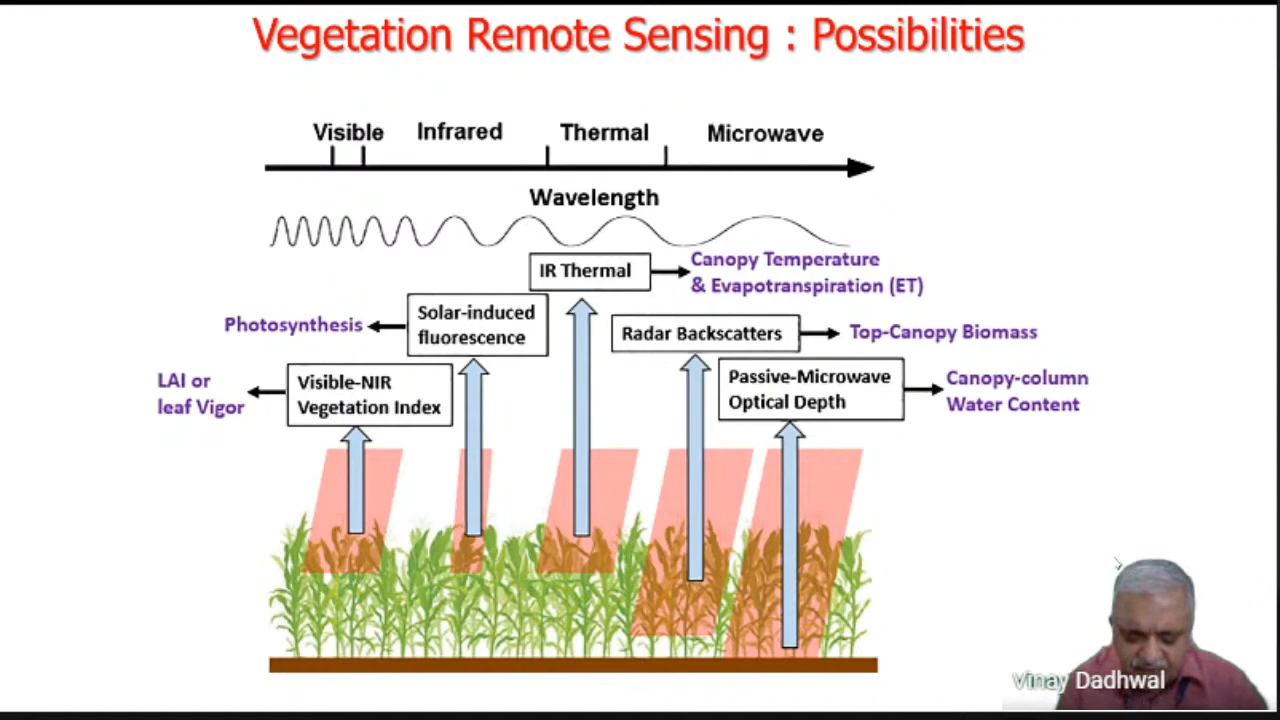 Vegetation Remote Sensing : Possibilities
Visible Infrared Thermal Microwave
Wavelength
IR Thermal
Canopy Temperature
& Evapotranspiration (ET)
Solar-induced
fluorescence
Photosynthesis
Radar Backscatters
Top-Canopy Biomass
Visible-NIR
Vegetation Index
LAI or
leaf Vigor
Passive-Microwave
Optical Depth
Canopy-column
Water Content
Vinay Dadhwal